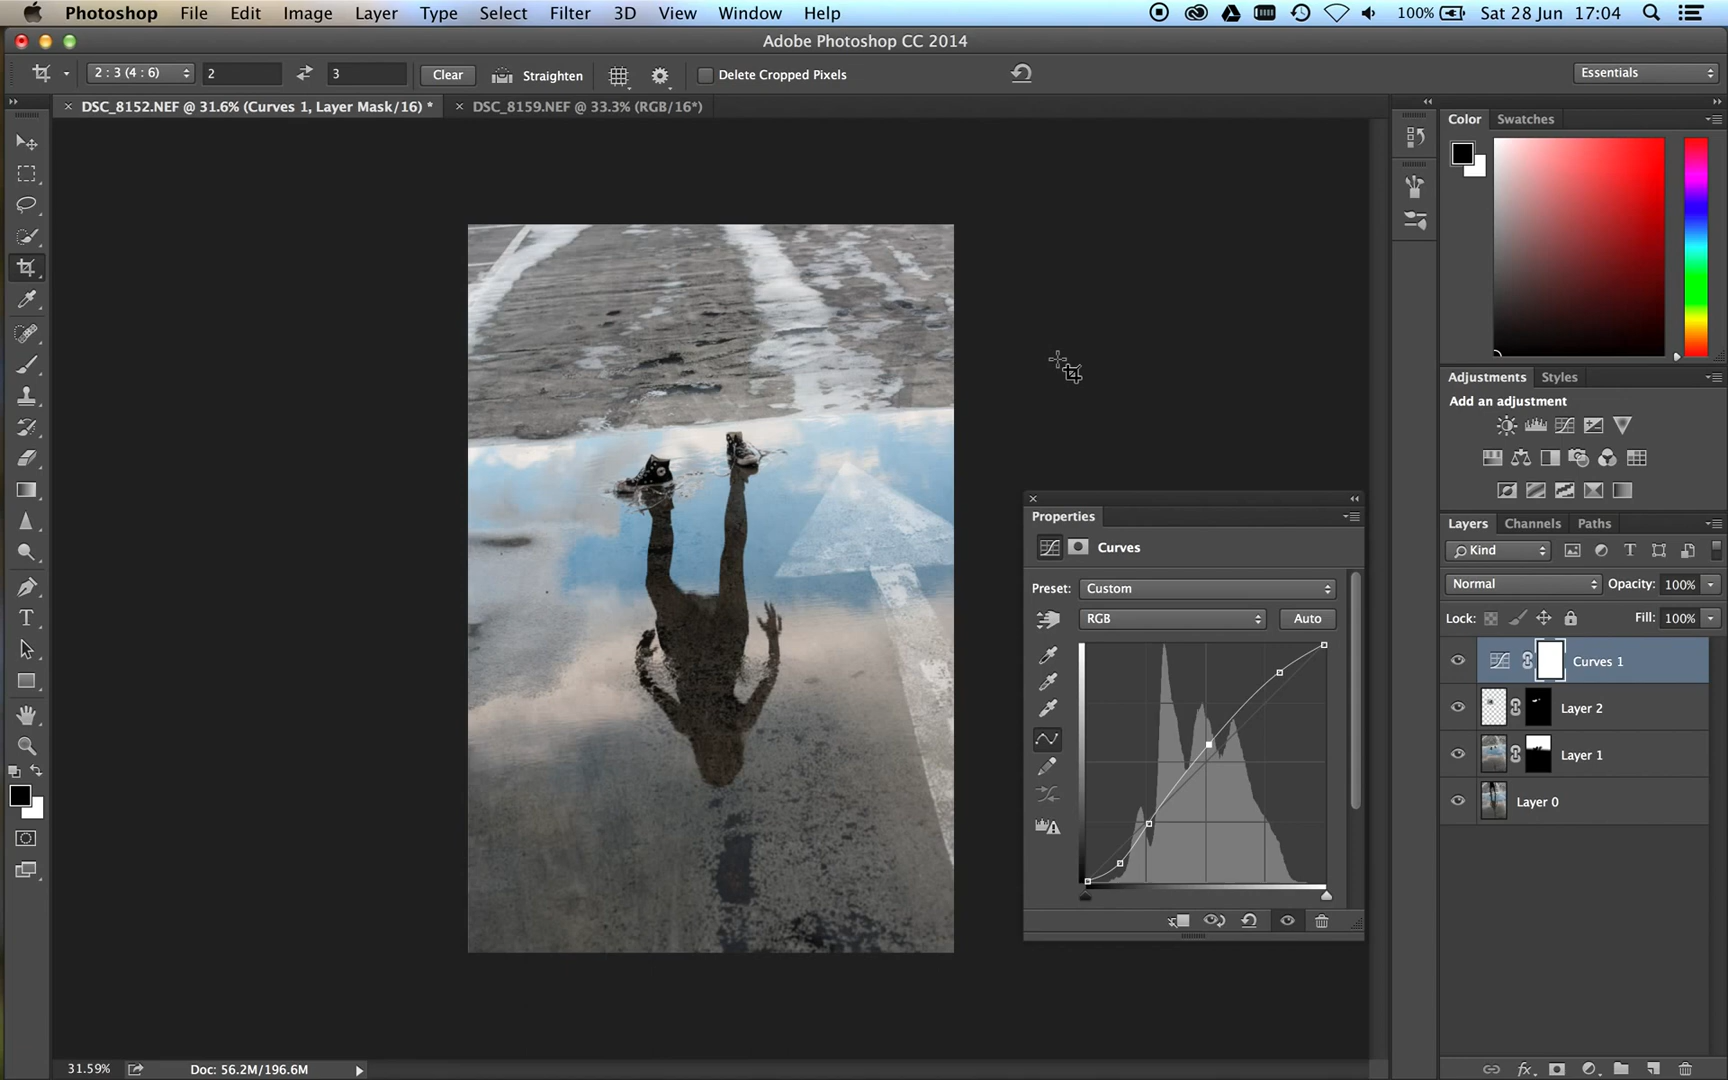 Photoshop File Edit Image Layer Type Select Filter 3D View Window Help 100% Sat 28 Jun 17:04
Adobe Photoshop CC 2014
2 : 3 (4 : 6) 2 3 Clear Straighten Delete Cropped Pixels Essentials
× DSC_8152.NEF @ 31.6% (Curves 1, Layer Mask/16) * × DSC_8159.NEF @ 33.3% (RGB/16*)
Color Swatches
Adjustments Styles
Add an adjustment
Properties
Curves
Preset: Custom
RGB Auto
Layers Channels Paths
Kind
Normal Opacity: 100%
Lock: Fill: 100%
Curves 1
Layer 2
Layer 1
Layer 0
T
fx
31.59% Doc: 56.2M/196.6M